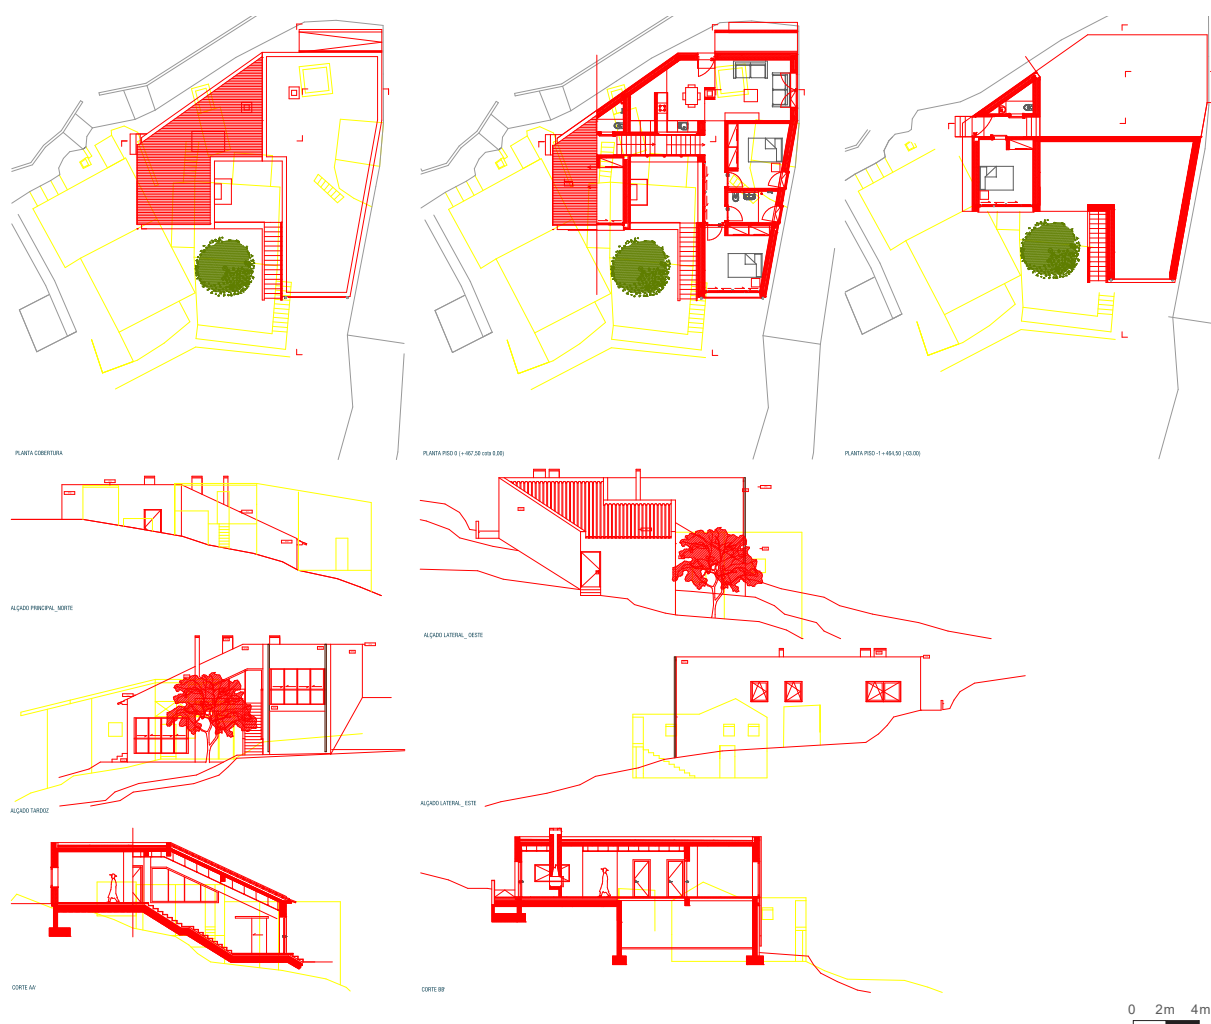 PLANTA COBERTURA
PLANTA PISO 0 (+ 467,50 cota 0,00)
PLANTA PISO -1 + 464,50 (-03.00)
ALÇADO PRINCIPAL_NORTE
ALÇADO LATERAL_ OESTE
ALÇADO TARDOZ
ALÇADO LATERAL_ ESTE
CORTE AA'
CORTE BB'
0 2m 4m